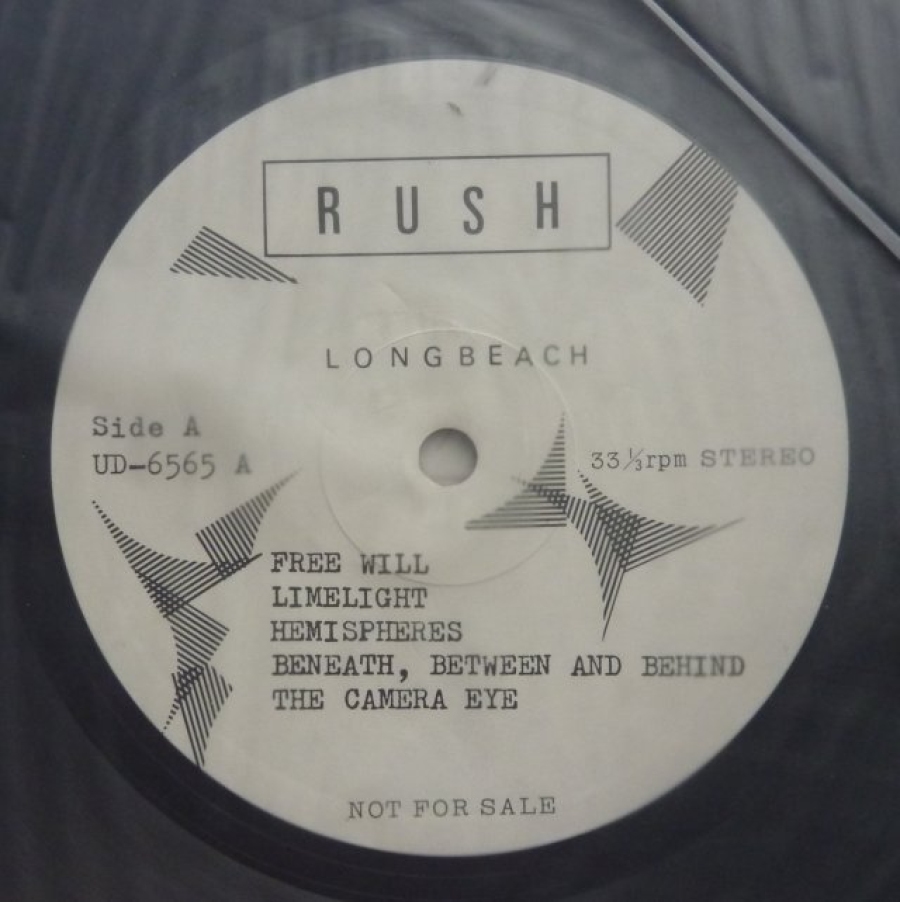 RUSH
LONGBEACH
Side A
UD-6565 A
33⅓rpm STEREO
FREE WILL
LIMELIGHT
HEMISPHERES
BENEATH, BETWEEN AND BEHIND
THE CAMERA EYE
NOT FOR SALE